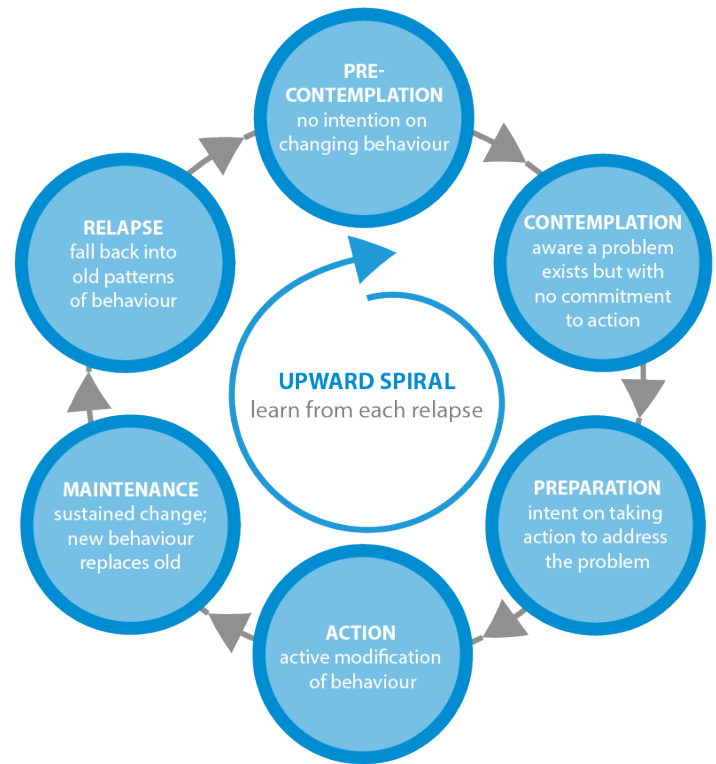 PRE-
CONTEMPLATION
no intention on
changing behaviour
CONTEMPLATION
aware a problem
exists but with
no commitment
to action
PREPARATION
intent on taking
action to address
the problem
ACTION
active modification
of behaviour
MAINTENANCE
sustained change;
new behaviour
replaces old
RELAPSE
fall back into
old patterns
of behaviour
UPWARD SPIRAL
learn from each relapse